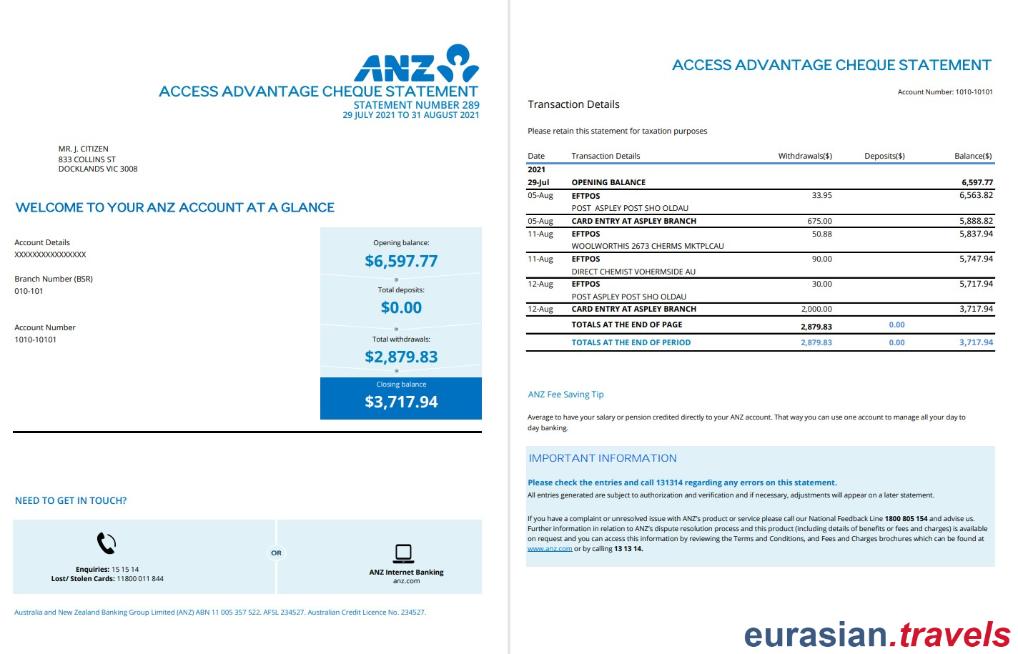 ANZ
ACCESS ADVANTAGE CHEQUE STATEMENT
STATEMENT NUMBER 289
29 JULY 2021 TO 31 AUGUST 2021
MR. J. CITIZEN
833 COLLINS ST
DOCKLANDS VIC 3008
WELCOME TO YOUR ANZ ACCOUNT AT A GLANCE
Account Details
XXXXXXXXXXXXXXXX
Branch Number (BSR)
010-101
Account Number
1010-10101
Opening balance:
$6,597.77
Total deposits:
$0.00
Total withdrawals:
$2,879.83
Closing balance
$3,717.94
NEED TO GET IN TOUCH?
Enquiries: 15 15 14
Lost/ Stolen Cards: 11800 011 844
OR
ANZ Internet Banking
anz.com
Australia and New Zealand Banking Group Limited (ANZ) ABN 11 005 357 522. AFSL 234527. Australian Credit Licence No. 234527.
ACCESS ADVANTAGE CHEQUE STATEMENT
Account Number: 1010-10101
Transaction Details
Please retain this statement for taxation purposes
Date Transaction Details Withdrawals($) Deposits($) Balance($)
2021
29-Jul OPENING BALANCE 6,597.77
05-Aug EFTPOS 33.95 6,563.82
POST ASPLEY POST SHO OLDAU
05-Aug CARD ENTRY AT ASPLEY BRANCH 675.00 5,888.82
11-Aug EFTPOS 50.88 5,837.94
WOOLWORTHIS 2673 CHERMS MKTPLCAU
11-Aug EFTPOS 90.00 5,747.94
DIRECT CHEMIST VOHERMSIDE AU
12-Aug EFTPOS 30.00 5,717.94
POST ASPLEY POST SHO OLDAU
12-Aug CARD ENTRY AT ASPLEY BRANCH 2,000.00 3,717.94
TOTALS AT THE END OF PAGE 2,879.83 0.00
TOTALS AT THE END OF PERIOD 2,879.83 0.00 3,717.94
ANZ Fee Saving Tip
Average to have your salary or pension credited directly to your ANZ account. That way you can use one account to manage all your day to
day banking.
IMPORTANT INFORMATION
Please check the entries and call 131314 regarding any errors on this statement.
All entries generated are subject to authorization and verification and if necessary, adjustments will appear on a later statement.
If you have a complaint or unresolved issue with ANZ's product or service please call our National Feedback Line 1800 805 154 and advise us.
Further information in relation to ANZ's dispute resolution process and this product (including details of benefits or fees and charges) is available
on request and you can access this information by reviewing the Terms and Conditions, and Fees and Charges brochures which can be found at
www.anz.com or by calling 13 13 14.
eurasian.travels